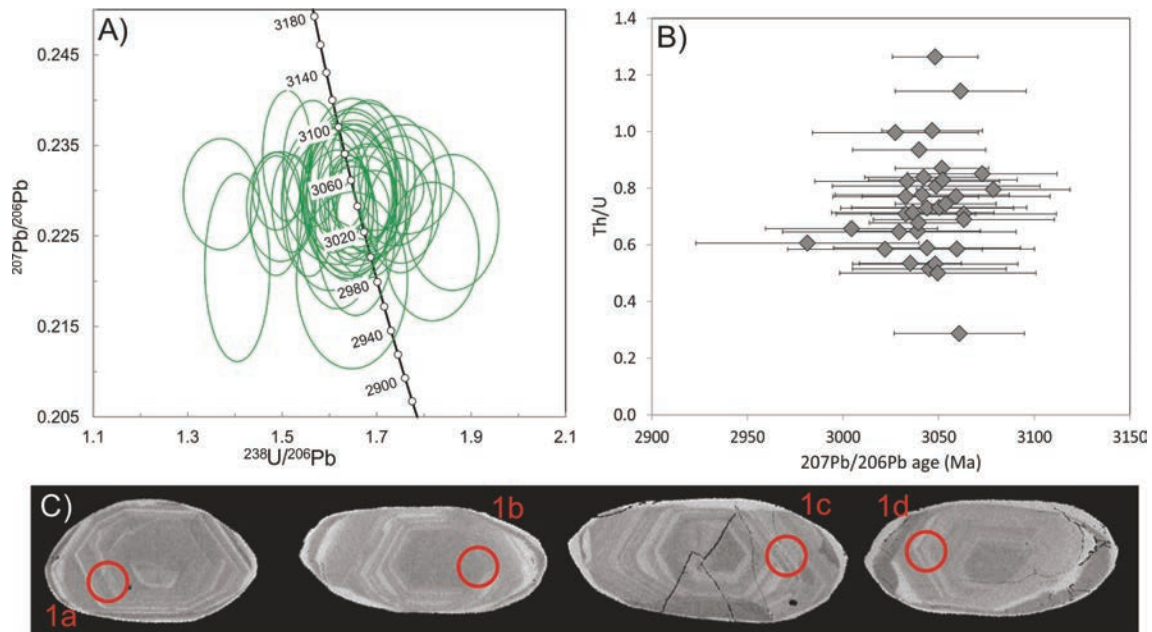 A)
0.245
0.235
0.225
0.215
0.205
207Pb/206Pb
3180
3140
3100
3060
3020
2980
2940
2900
1.1 1.3 1.5 1.7 1.9 2.1
238U/206Pb
B)
1.4
1.2
1.0
0.8
0.6
0.4
0.2
0.0
Th/U
2900 2950 3000 3050 3100 3150
207Pb/206Pb age (Ma)
C)
1a
1b
1c
1d